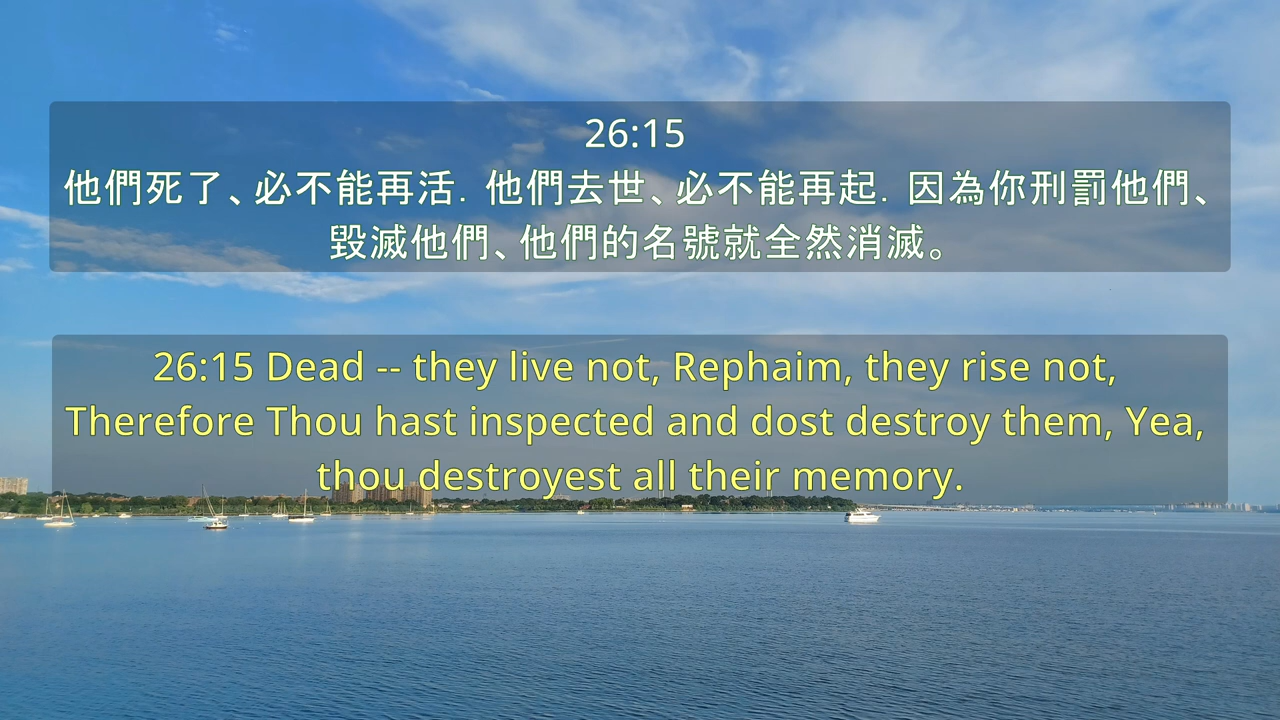 26:15
他們死了、必不能再活．他們去世、必不能再起．因為你刑罰他們、
毀滅他們、他們的名號就全然消滅。
26:15 Dead -- they live not, Rephaim, they rise not,
Therefore Thou hast inspected and dost destroy them, Yea,
thou destroyest all their memory.